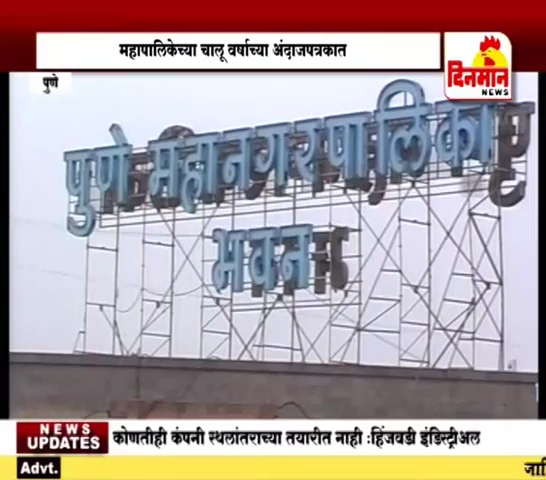 महापालिकेच्या चालू वर्षाच्या अंदाजपत्रकात
दिनमान
NEWS
पुणे
पुणे महानगरपालिका
भवन
NEWS
UPDATES
कोणतीही कंपनी स्थलांतराच्या तयारीत नाही :हिंजवडी इंडिस्ट्रीअल
Advt.